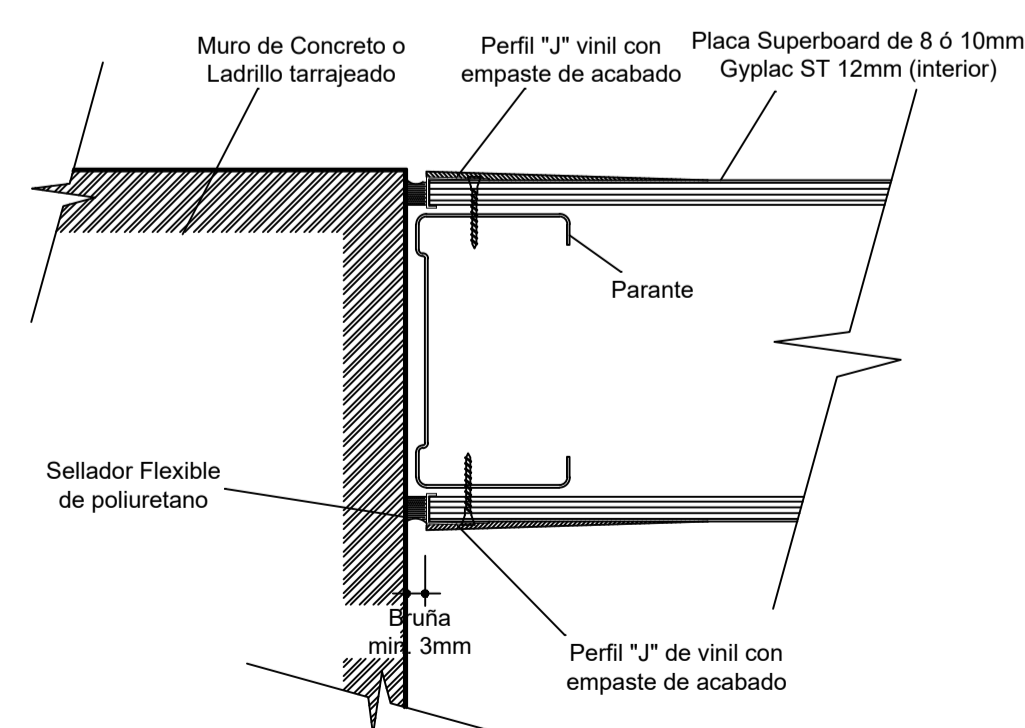 Muro de Concreto o
Ladrillo tarrajeado
Perfil "J" vinil con
empaste de acabado
Placa Superboard de 8 ó 10mm
Gyplac ST 12mm (interior)
Parante
Sellador Flexible
de poliuretano
Bruña
min. 3mm
Perfil "J" de vinil con
empaste de acabado